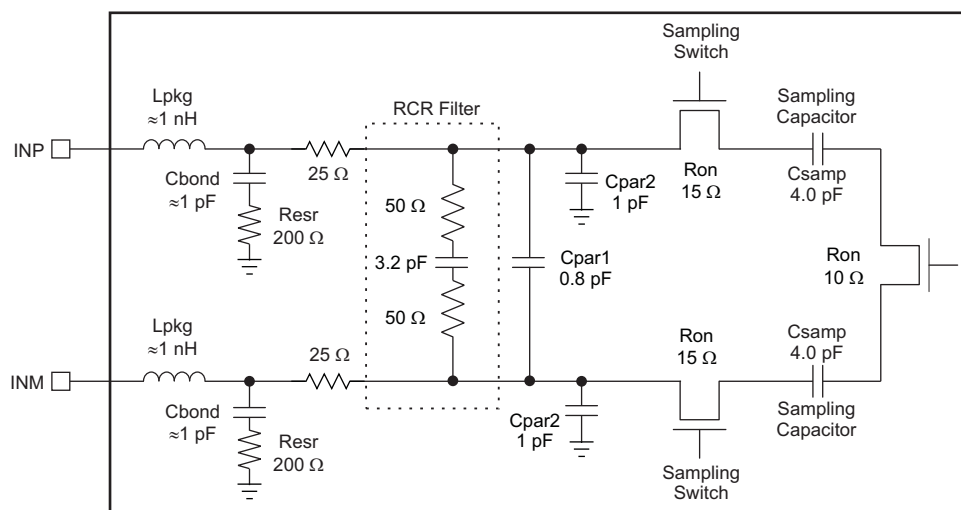 Sampling
Switch
Lpkg
≈1 nH
RCR Filter
Sampling
Capacitor
INP
25 Ω
Cbond
≈1 pF
Resr
200 Ω
50 Ω
3.2 pF
50 Ω
Cpar1
0.8 pF
Cpar2
1 pF
Ron
15 Ω
Csamp
4.0 pF
Ron
10 Ω
Lpkg
≈1 nH
25 Ω
Ron
15 Ω
Csamp
4.0 pF
INM
Cbond
≈1 pF
Resr
200 Ω
Cpar2
1 pF
Sampling
Capacitor
Sampling
Switch